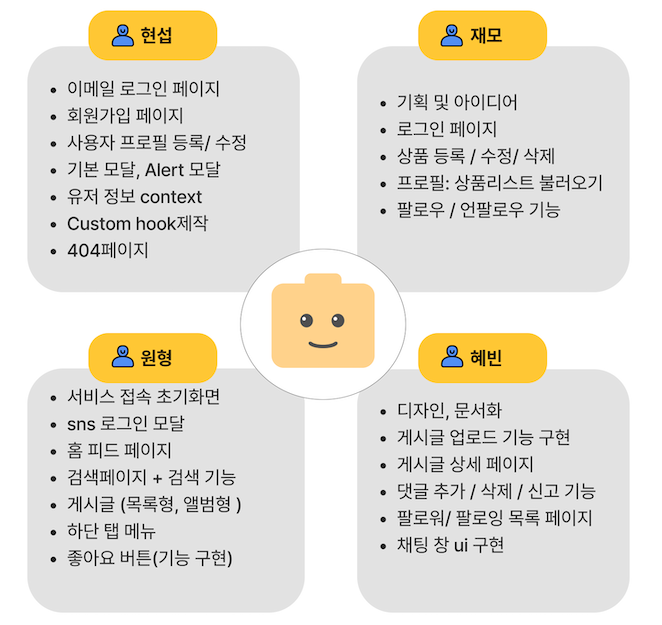 현섭
• 이메일 로그인 페이지
• 회원가입 페이지
• 사용자 프로필 등록/ 수정
• 기본 모달, Alert 모달
• 유저 정보 context
• Custom hook제작
• 404페이지
재모
• 기획 및 아이디어
• 로그인 페이지
• 상품 등록 / 수정/ 삭제
• 프로필: 상품리스트 불러오기
• 팔로우 / 언팔로우 기능
원형
• 서비스 접속 초기화면
• sns 로그인 모달
• 홈 피드 페이지
• 검색페이지 + 검색 기능
• 게시글 (목록형, 앨범형 )
• 하단 탭 메뉴
• 좋아요 버튼(기능 구현)
혜빈
• 디자인, 문서화
• 게시글 업로드 기능 구현
• 게시글 상세 페이지
• 댓글 추가 / 삭제 / 신고 기능
• 팔로워/ 팔로잉 목록 페이지
• 채팅 창 ui 구현